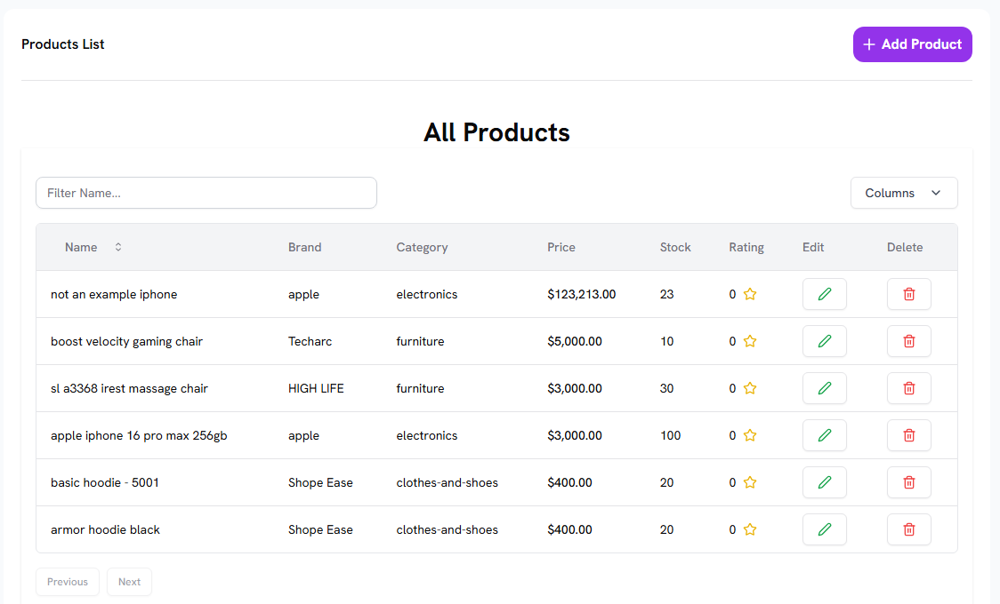 Products List
Add Product
All Products
Filter Name...
Columns
Name Brand Category Price Stock Rating Edit Delete
not an example iphone apple electronics $123,213.00 23 0
boost velocity gaming chair Techarc furniture $5,000.00 10 0
sl a3368 irest massage chair HIGH LIFE furniture $3,000.00 30 0
apple iphone 16 pro max 256gb apple electronics $3,000.00 100 0
basic hoodie - 5001 Shope Ease clothes-and-shoes $400.00 20 0
armor hoodie black Shope Ease clothes-and-shoes $400.00 20 0
Previous Next